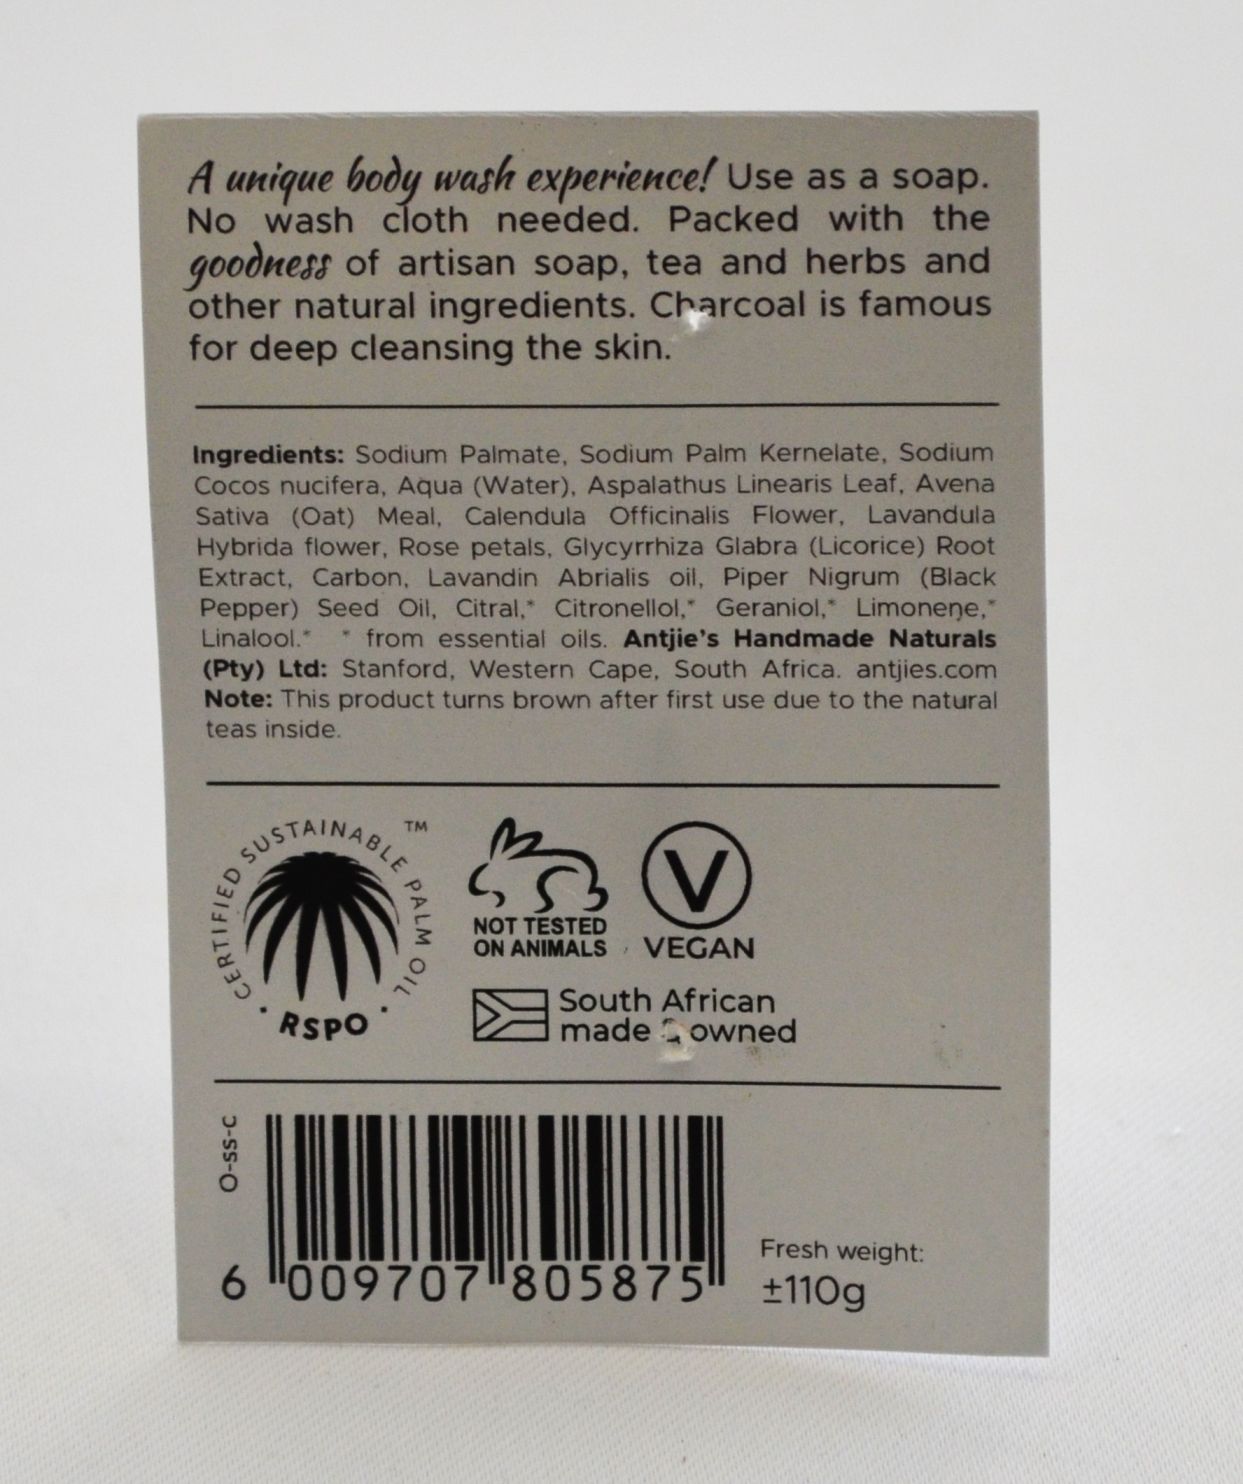 A unique body wash experience! Use as a soap.
No wash cloth needed. Packed with the
goodness of artisan soap, tea and herbs and
other natural ingredients. Charcoal is famous
for deep cleansing the skin.
Ingredients: Sodium Palmate, Sodium Palm Kernelate, Sodium
Cocos nucifera, Aqua (Water), Aspalathus Linearis Leaf, Avena
Sativa (Oat) Meal, Calendula Officinalis Flower, Lavandula
Hybrida flower, Rose petals, Glycyrrhiza Glabra (Licorice) Root
Extract, Carbon, Lavandin Abrialis oil, Piper Nigrum (Black
Pepper) Seed Oil, Citral,* Citronellol,* Geraniol,* Limonene,*
Linalool.* * from essential oils. Antjie's Handmade Naturals
(Pty) Ltd: Stanford, Western Cape, South Africa. antjies.com
Note: This product turns brown after first use due to the natural
teas inside.
CERTIFIED SUSTAINABLE PALM OIL ™
· RSPO ·
NOT TESTED
ON ANIMALS
V
VEGAN
South African
made owned
O-ss-C
6 009707 805875
Fresh weight:
±110g